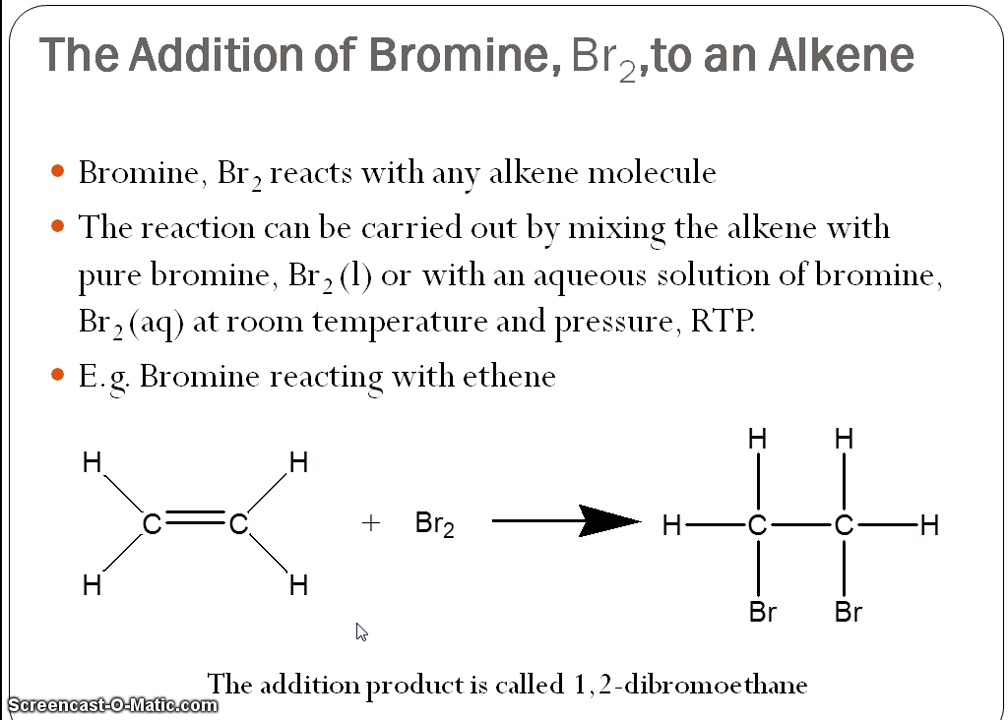 The Addition of Bromine, Br₂,to an Alkene
• Bromine, Br₂ reacts with any alkene molecule
• The reaction can be carried out by mixing the alkene with
pure bromine, Br₂(l) or with an aqueous solution of bromine,
Br₂(aq) at room temperature and pressure, RTP.
• E.g. Bromine reacting with ethene
H H
H H
C C + Br₂ H C C H
H H
Br Br
The addition product is called 1,2-dibromoethane
Screencast-O-Matic.com